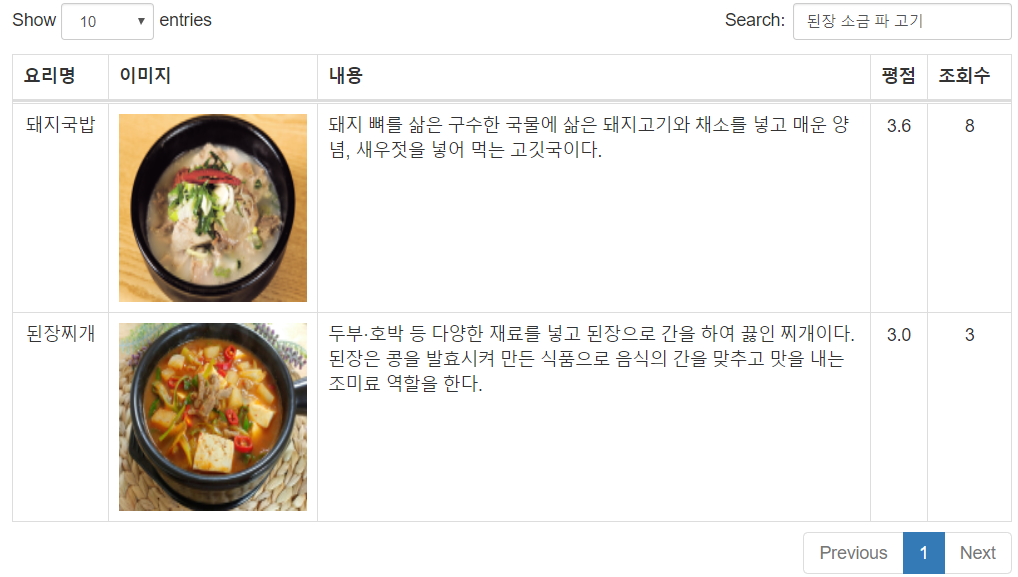 Show 10 entries Search: 된장 소금 파 고기
요리명 이미지 내용 평점 조회수
돼지국밥 돼지 뼈를 삶은 구수한 국물에 삶은 돼지고기와 채소를 넣고 매운 양 3.6 8
념, 새우젓을 넣어 먹는 고깃국이다.
된장찌개 두부·호박 등 다양한 재료를 넣고 된장으로 간을 하여 끓인 찌개이다. 3.0 3
된장은 콩을 발효시켜 만든 식품으로 음식의 간을 맞추고 맛을 내는
조미료 역할을 한다.
Previous 1 Next